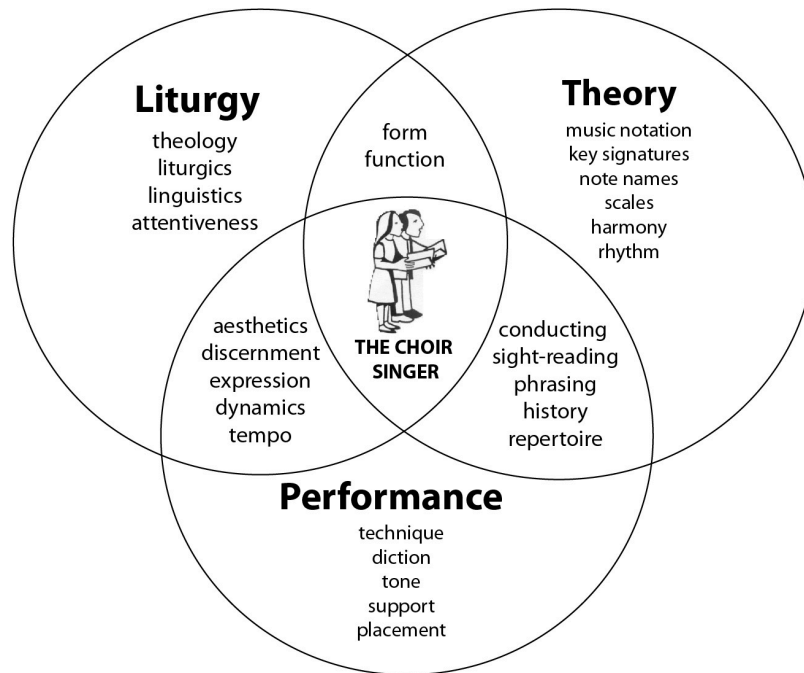 Liturgy
theology
liturgics
linguistics
attentiveness
form
function
Theory
music notation
key signatures
note names
scales
harmony
rhythm
aesthetics
discernment
expression
dynamics
tempo
THE CHOIR
SINGER
conducting
sight-reading
phrasing
history
repertoire
Performance
technique
diction
tone
support
placement